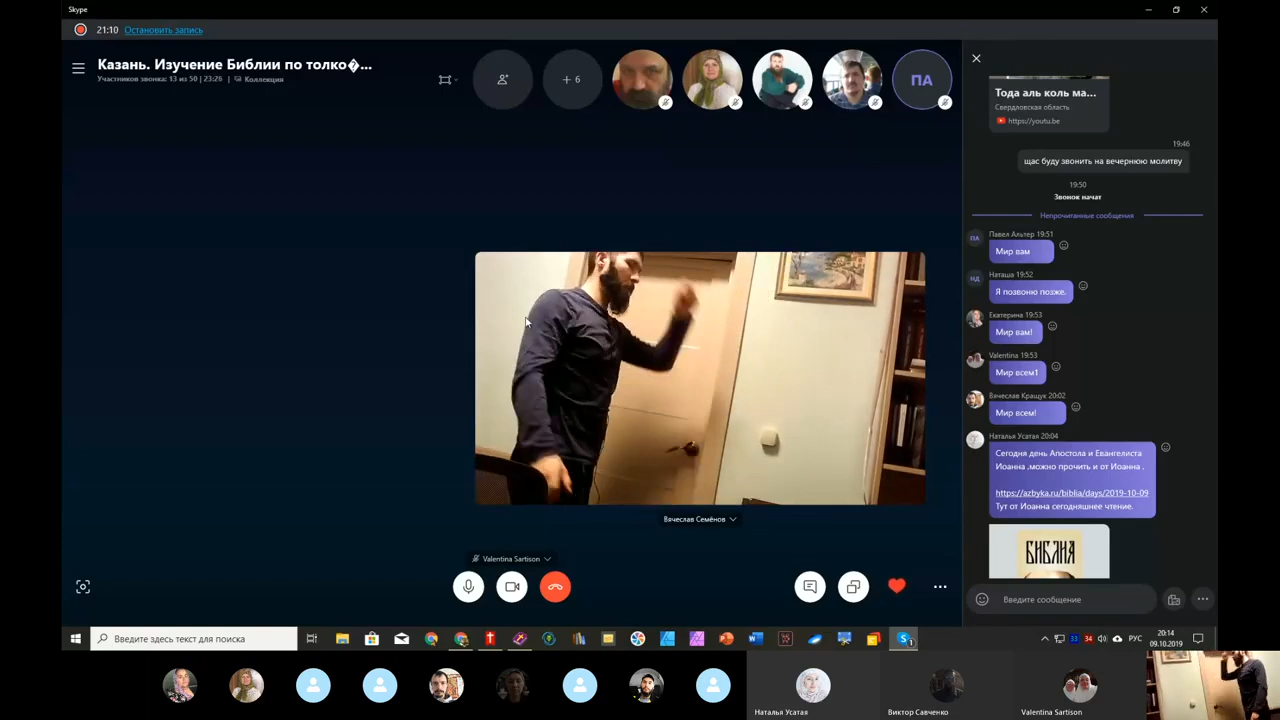 Skype
21:10 Остановить запись
Казань. Изучение Библии по толко�...
Участников звонка: 13 из 50 | 23:26 | Коллекция
+ 6
ПА
Тода аль коль ма...
Свердловская область
https://youtu.be
19:46
щас буду звонить на вечернюю молитву
19:50
Звонок начат
Непрочитанные сообщения
ПА
Павел Альтер 19:51
Мир вам
НД
Наташа 19:52
Я позвоню позже.
Екатерина 19:53
Мир вам!
Valentina 19:53
Мир всем1
Вячеслав Кращук 20:02
Мир всем!
Наталья Усатая 20:04
Сегодня день Апостола и Евангелиста
Иоанна ,можно прочить и от Иоанна .
https://azbyka.ru/biblia/days/2019-10-09
Тут от Иоанна сегодняшнее чтение.
БИБЛИЯ
Вячеслав Семёнов
Valentina Sartison
Введите сообщение
Введите здесь текст для поиска
33
34
РУС
20:14
09.10.2019
Наталья Усатая
Виктор Савченко
Valentina Sartison